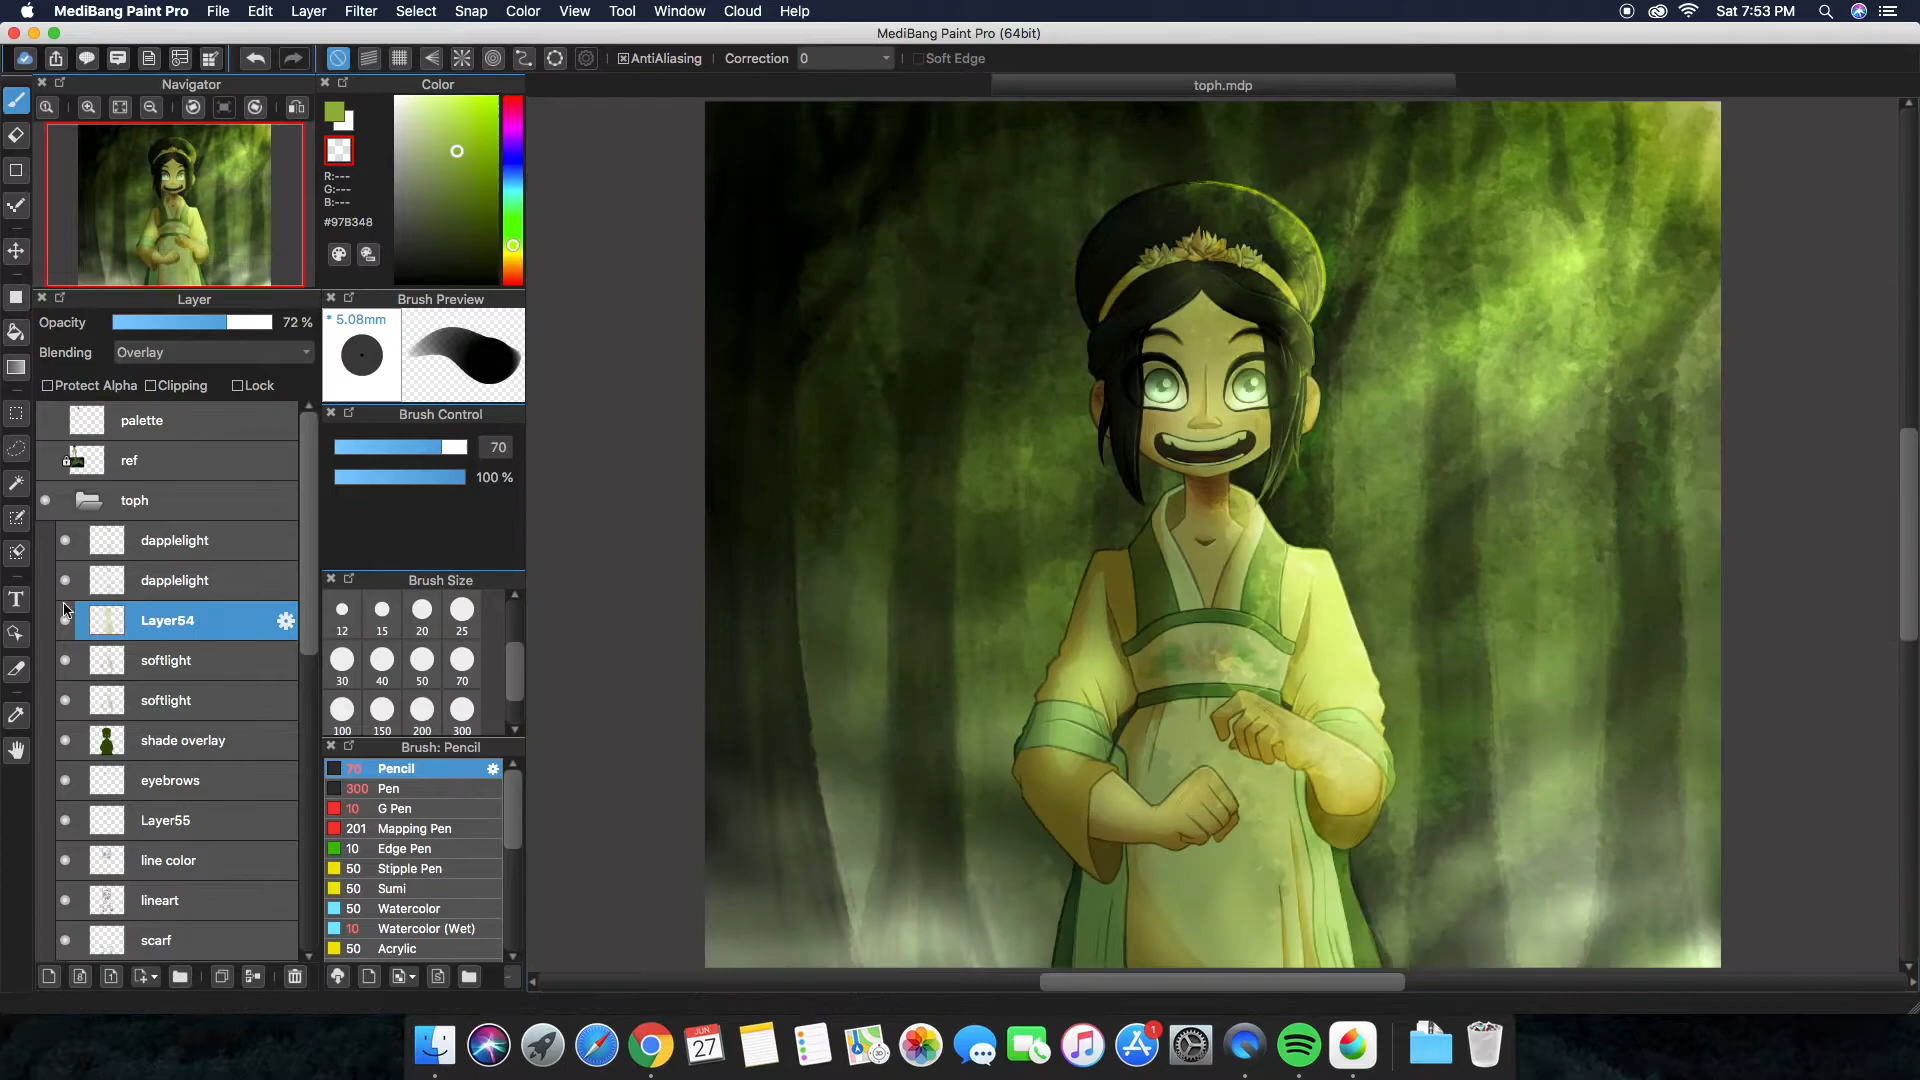 MediBang Paint Pro File Edit Layer Filter Select Snap Color View Tool Window Cloud Help Sat 7:53 PM
MediBang Paint Pro (64bit)
AntiAliasing Correction 0 Soft Edge
Navigator
Color
toph.mdp
R:---
G:---
B:---
#97B348
Layer
Brush Preview
Opacity 72 %
* 5.08mm
Blending Overlay
Protect Alpha Clipping Lock
Brush Control
palette
70
ref
100 %
toph
dapplelight
Brush Size
dapplelight
12 15 20 25
Layer54
softlight
30 40 50 70
softlight
100 150 200 300
shade overlay
Brush: Pencil
70 Pencil
eyebrows
300 Pen
10 G Pen
Layer55
201 Mapping Pen
10 Edge Pen
line color
50 Stipple Pen
50 Sumi
lineart
50 Watercolor
10 Watercolor (Wet)
scarf
50 Acrylic
JUN
27
1